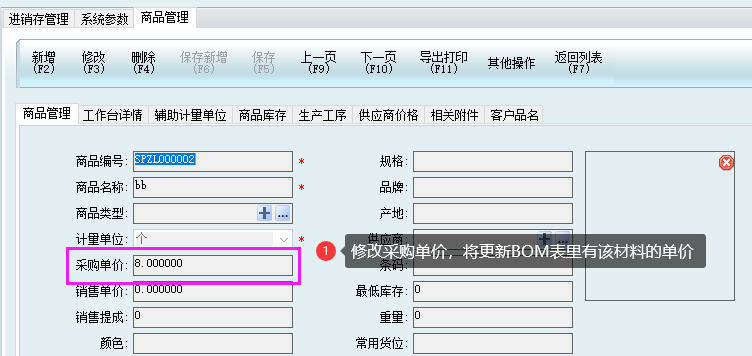 进销存管理 系统参数 商品管理
新增 修改 删除 保存新增 保存 上一页 下一页 导出打印 其他操作 返回列表
(F2) (F3) (F4) (F6) (F5) (F9) (F10) (F11) (F7)
商品管理 工作台详情 辅助计量单位 商品库存 生产工序 供应商价格 相关附件 客户品名
商品编号: SPZL000002 * 规格:
商品名称: bb * 品牌:
商品类型: + ... 产地:
计量单位: 个 * 供应商: + ...
1 修改采购单价，将更新BOM表里有该材料的单价
采购单价: 8.000000 条码:
销售单价: 0.000000 最低库存: 0
销售提成: 0 重量: 0
颜色: 常用货位: